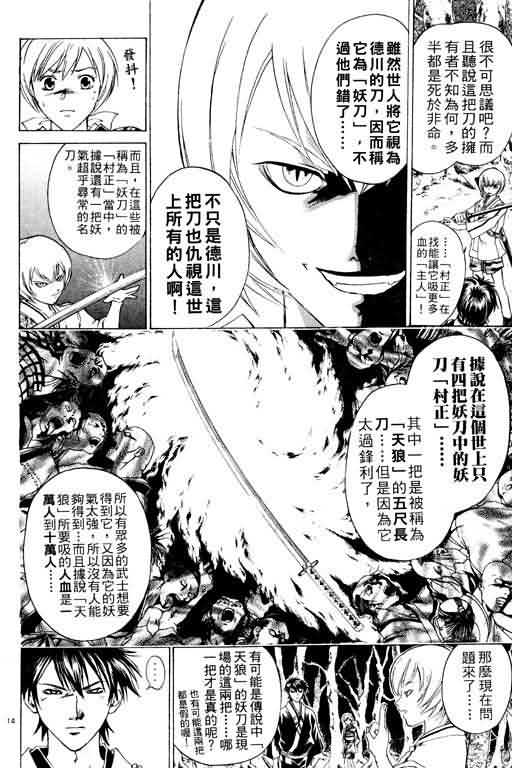 很不可思議吧?而
且聽說這把刀的擁
有者不知為何,多
半都是死於非命。
……「村正」在
找能讓它吸更多
血的「主人」!
雖然世人將它視為
德川的刀,因而稱
它為「妖刀」,不
過他們錯了……
不只是德川,這
把刀也仇視這世
上所有的人啊!
發抖!
而且,在這些被
稱為「妖刀」的
「村正」當中,
據說還有一把妖
氣超乎尋常的名
刀。
據說在這個世上只
有四把妖刀中的妖
刀「村正」……
其中一把是被稱為
「天狼」的五尺長
刀……但是因為它
太過鋒利了,
所以有眾多的武士想要
得到它,又因為它的妖
氣太強,所以沒有人能
夠得到…而且據說「天
狼」所要吸的人血是一
萬人到十萬人……
那麼現在問
題來了……
有可能是傳說中「
天狼」的妖刀是現
場的這兩把……哪
一把才是真的呢?
也有可能這兩把
都是假的喔!
……
14